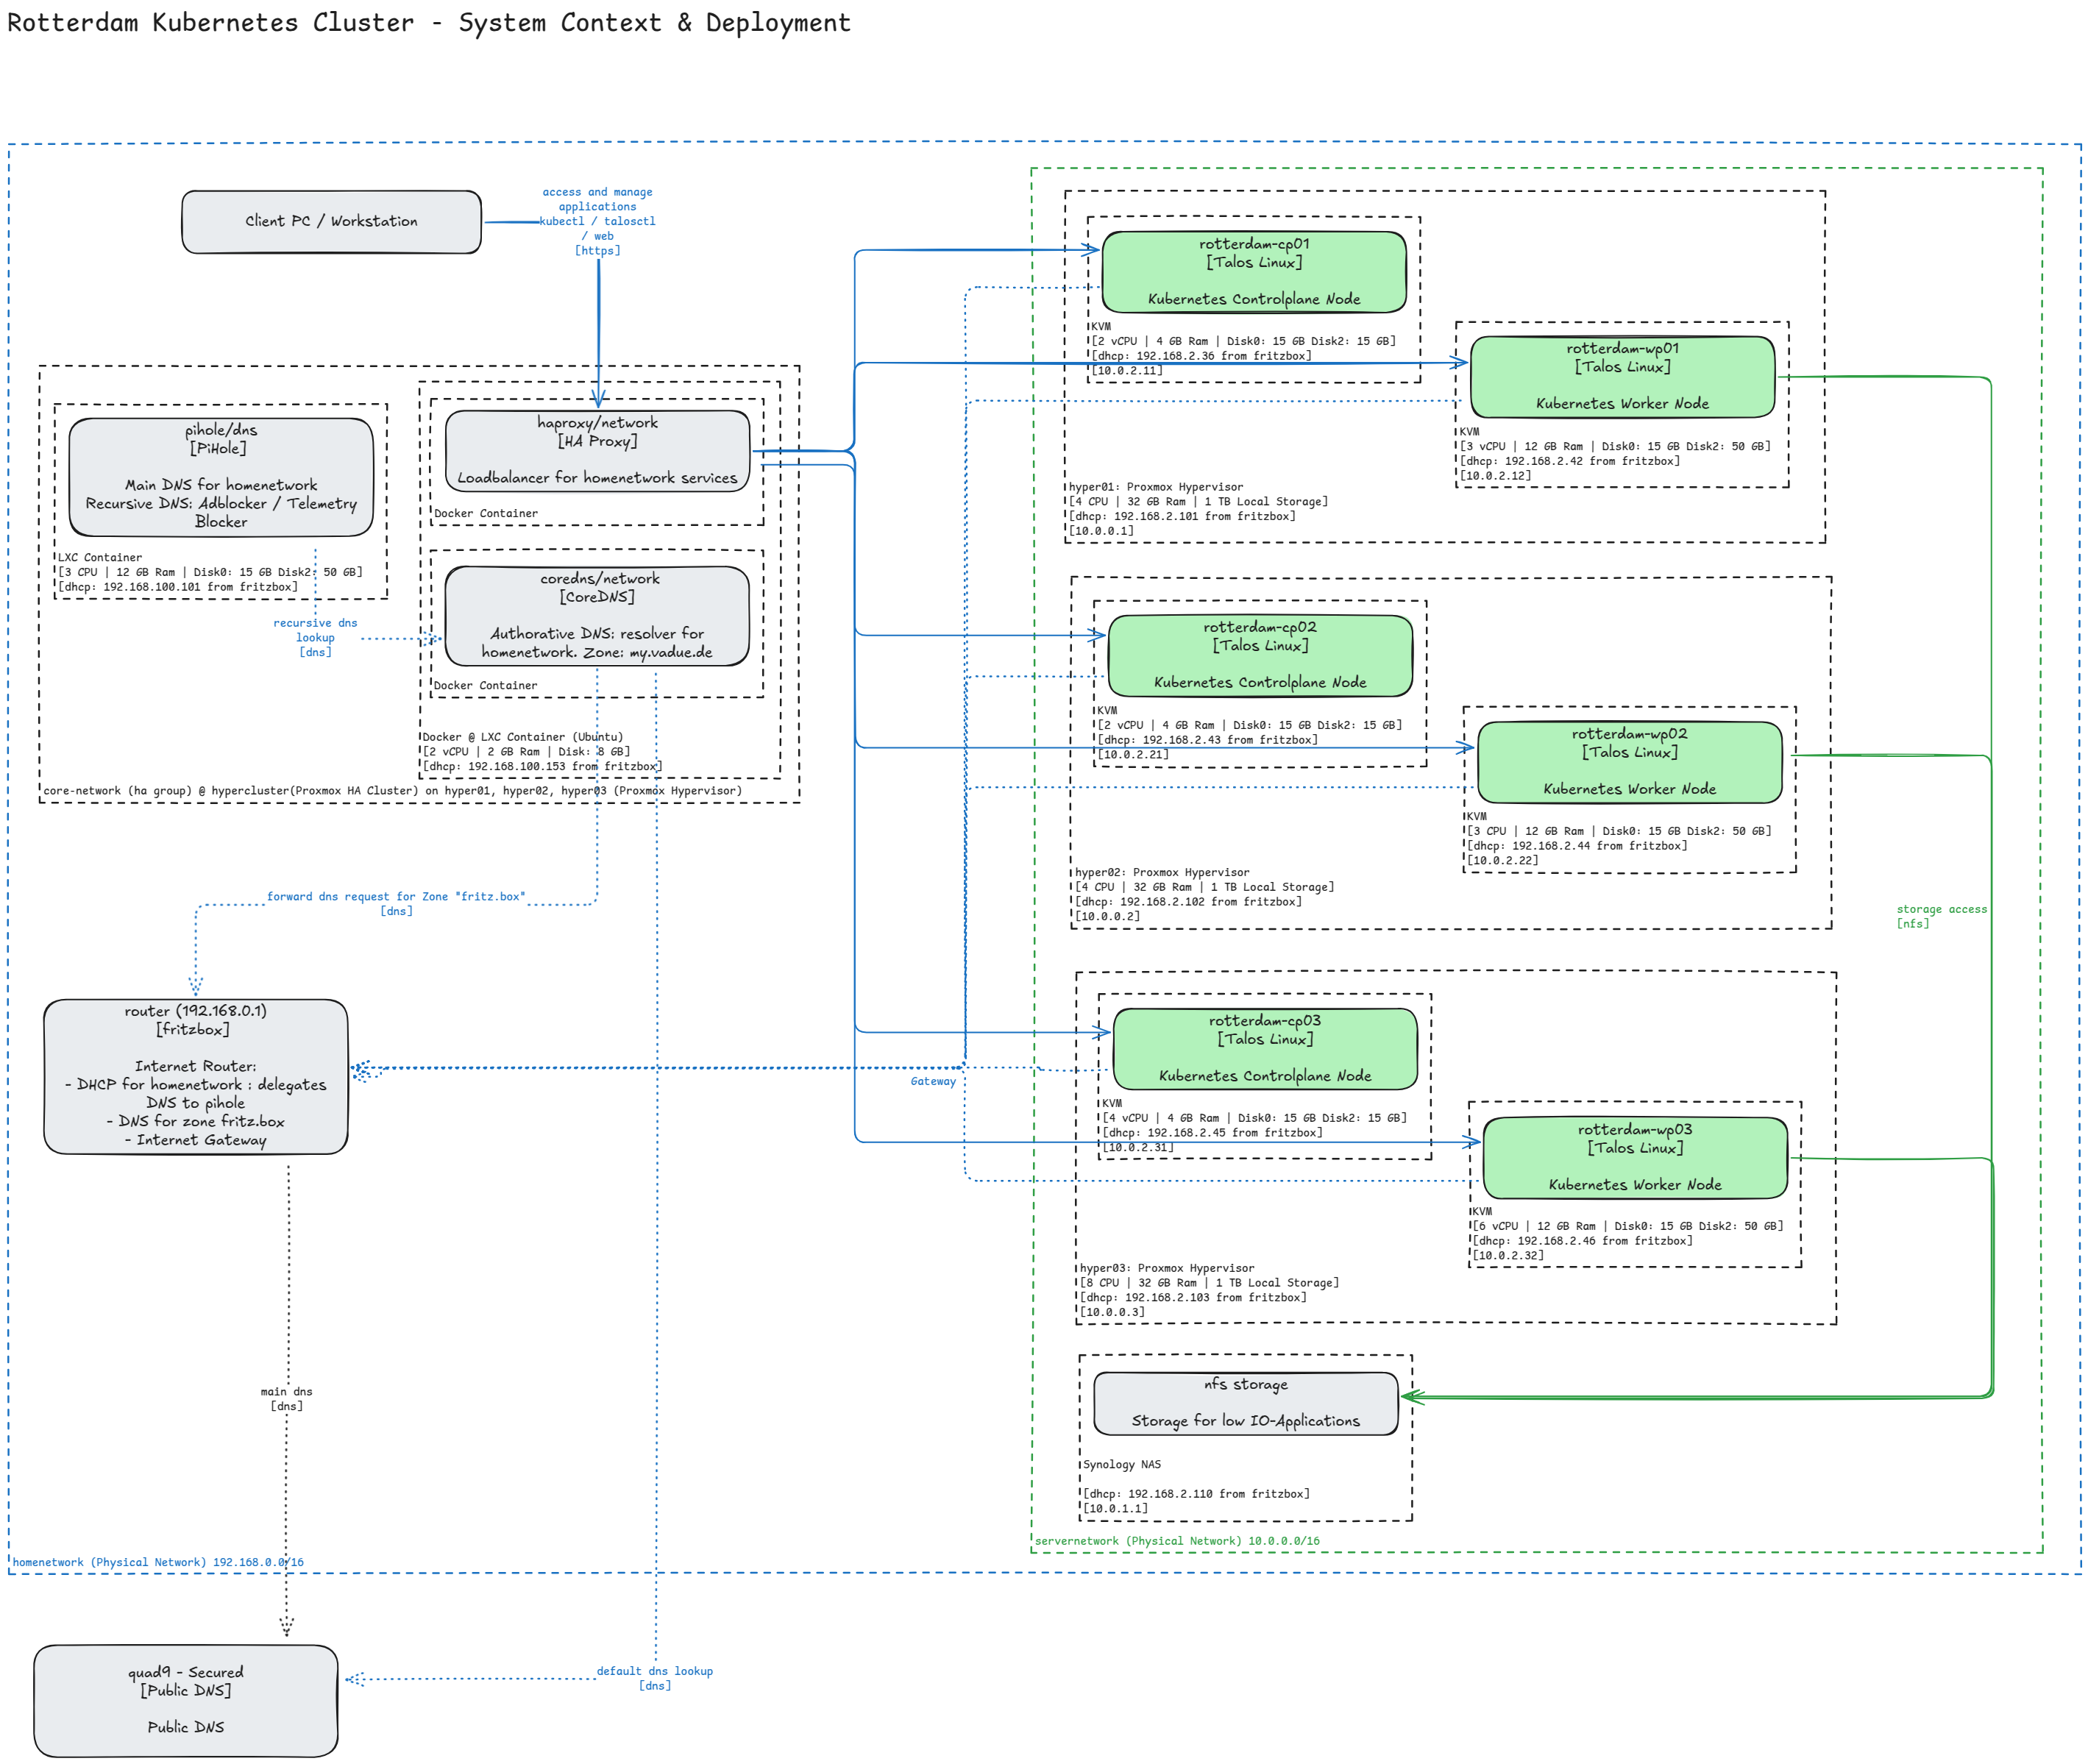 Rotterdam Kubernetes Cluster - System Context & Deployment
Client PC / Workstation
access and manage
applications
kubectl / talosctl
/ web
[https]
pihole/dns
[PiHole]
Main DNS for homenetwork
Recursive DNS: Adblocker / Telemetry
Blocker
LXC Container
[3 CPU | 12 GB Ram | Disk0: 15 GB Disk2: 50 GB]
[dhcp: 192.168.100.101 from fritzbox]
recursive dns
lookup
[dns]
haproxy/network
[HA Proxy]
Loadbalancer for homenetwork services
Docker Container
coredns/network
[CoreDNS]
Authorative DNS: resolver for
homenetwork. Zone: my.vadue.de
Docker Container
Docker @ LXC Container (Ubuntu)
[2 vCPU | 2 GB Ram | Disk: 8 GB]
[dhcp: 192.168.100.153 from fritzbox]
core-network (ha group) @ hypercluster(Proxmox HA Cluster) on hyper01, hyper02, hyper03 (Proxmox Hypervisor)
forward dns request for Zone "fritz.box"
[dns]
router (192.168.0.1)
[fritzbox]
Internet Router:
- DHCP for homenetwork : delegates
DNS to pihole
- DNS for zone fritz.box
- Internet Gateway
Gateway
main dns
[dns]
homenetwork (Physical Network) 192.168.0.0/16
quad9 - Secured
[Public DNS]
Public DNS
default dns lookup
[dns]
rotterdam-cp01
[Talos Linux]
Kubernetes Controlplane Node
KVM
[2 vCPU | 4 GB Ram | Disk0: 15 GB Disk2: 15 GB]
[dhcp: 192.168.2.36 from fritzbox]
[10.0.2.11]
rotterdam-wp01
[Talos Linux]
Kubernetes Worker Node
KVM
[3 vCPU | 12 GB Ram | Disk0: 15 GB Disk2: 50 GB]
[dhcp: 192.168.2.42 from fritzbox]
[10.0.2.12]
hyper01: Proxmox Hypervisor
[4 CPU | 32 GB Ram | 1 TB Local Storage]
[dhcp: 192.168.2.101 from fritzbox]
[10.0.0.1]
rotterdam-cp02
[Talos Linux]
Kubernetes Controlplane Node
KVM
[2 vCPU | 4 GB Ram | Disk0: 15 GB Disk2: 15 GB]
[dhcp: 192.168.2.43 from fritzbox]
[10.0.2.21]
rotterdam-wp02
[Talos Linux]
Kubernetes Worker Node
KVM
[3 CPU | 12 GB Ram | Disk0: 15 GB Disk2: 50 GB]
[dhcp: 192.168.2.44 from fritzbox]
[10.0.2.22]
hyper02: Proxmox Hypervisor
[4 CPU | 32 GB Ram | 1 TB Local Storage]
[dhcp: 192.168.2.102 from fritzbox]
[10.0.0.2]
storage access
[nfs]
rotterdam-cp03
[Talos Linux]
Kubernetes Controlplane Node
KVM
[4 vCPU | 4 GB Ram | Disk0: 15 GB Disk2: 15 GB]
[dhcp: 192.168.2.45 from fritzbox]
[10.0.2.31]
rotterdam-wp03
[Talos Linux]
Kubernetes Worker Node
KVM
[6 vCPU | 12 GB Ram | Disk0: 15 GB Disk2: 50 GB]
[dhcp: 192.168.2.46 from fritzbox]
[10.0.2.32]
hyper03: Proxmox Hypervisor
[8 CPU | 32 GB Ram | 1 TB Local Storage]
[dhcp: 192.168.2.103 from fritzbox]
[10.0.0.3]
nfs storage
Storage for low IO-Applications
Synology NAS
[dhcp: 192.168.2.110 from fritzbox]
[10.0.1.1]
servernetwork (Physical Network) 10.0.0.0/16